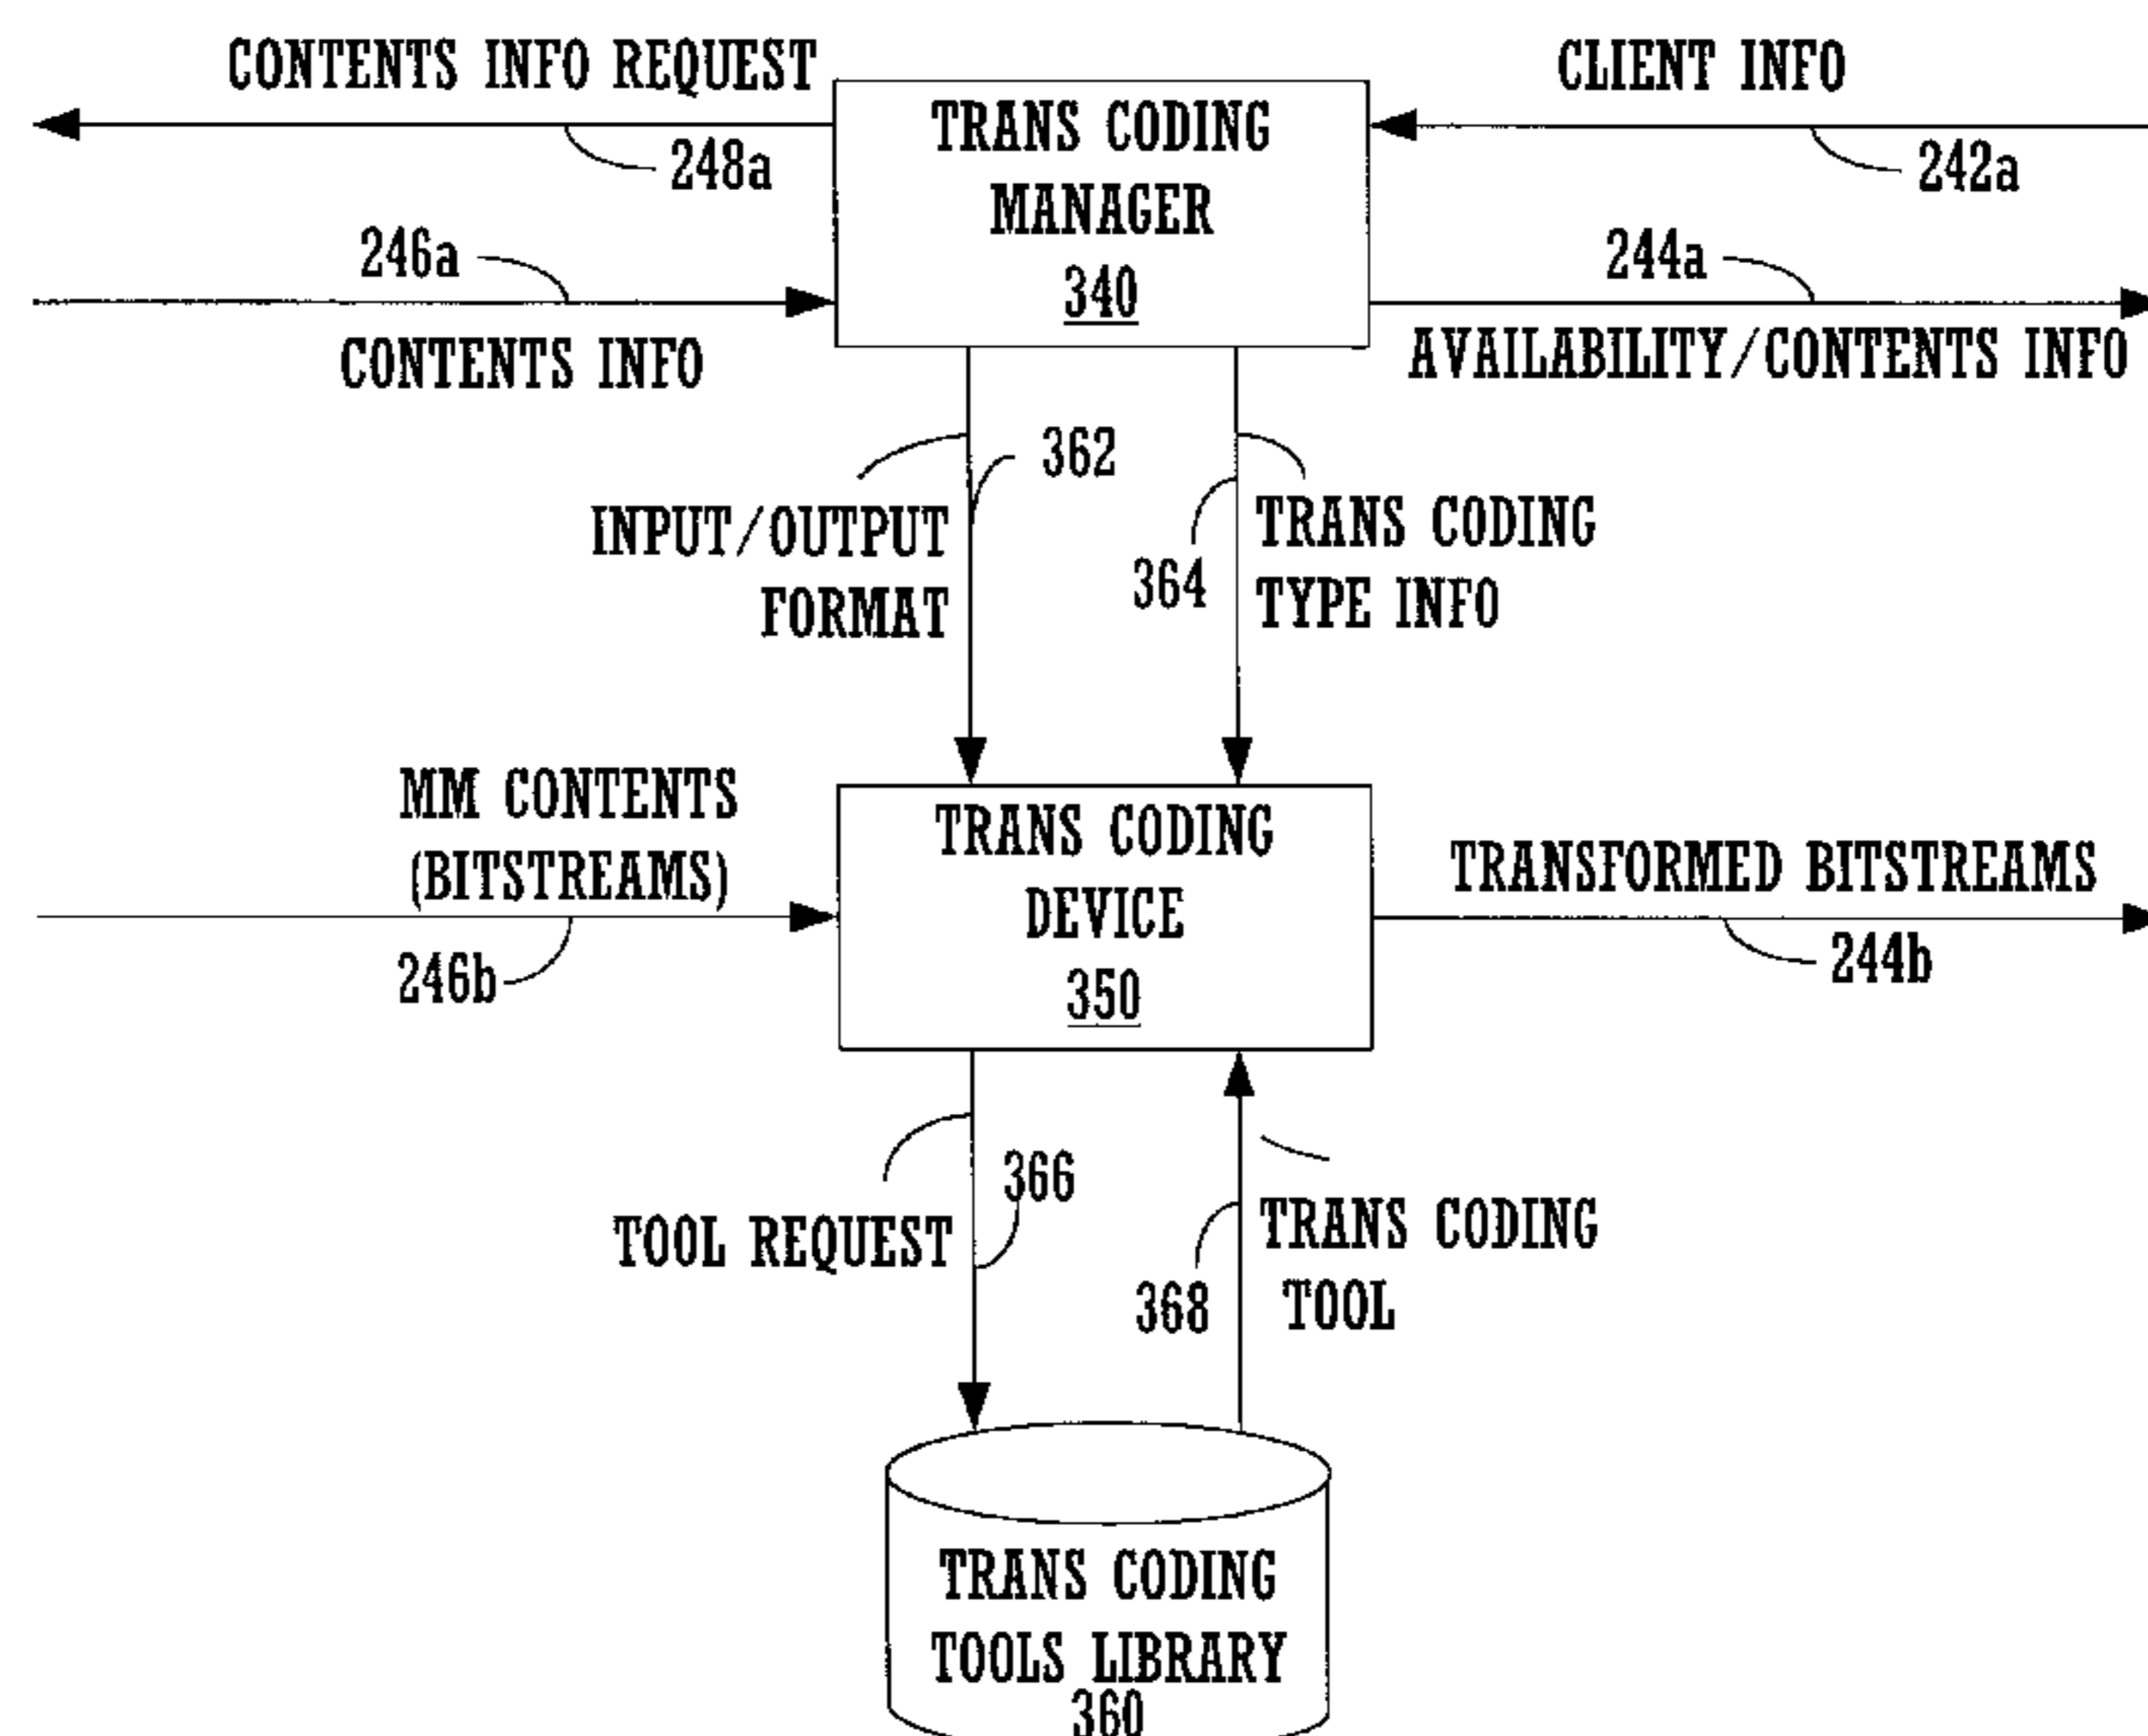 CONTENTS INFO REQUEST
CLIENT INFO
248a
242a
TRANS CODING
MANAGER
340
246a
244a
CONTENTS INFO
AVAILABILITY/CONTENTS INFO
362
INPUT/OUTPUT
FORMAT
364
TRANS CODING
TYPE INFO
MM CONTENTS
(BITSTREAMS)
246b
TRANS CODING
DEVICE
350
TRANSFORMED BITSTREAMS
244b
366
TOOL REQUEST
368
TRANS CODING
TOOL
TRANS CODING
TOOLS LIBRARY
360